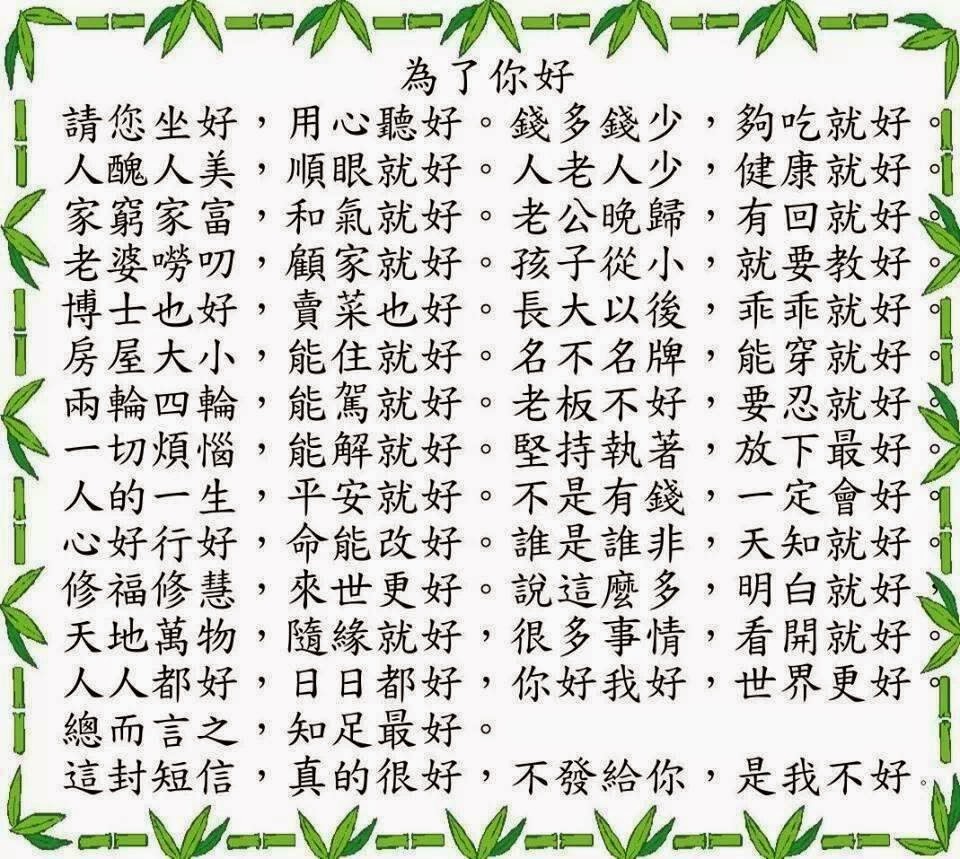 為了你好
請您坐好，用心聽好。錢多錢少，夠吃就好。
人醜人美，順眼就好。人老人少，健康就好。
家窮家富，和氣就好。老公晚歸，有回就好。
老婆嘮叨，顧家就好。孩子從小，就要教好。
博士也好，賣菜也好。長大以後，乖乖就好。
房屋大小，能住就好。名不名牌，能穿就好。
兩輪四輪，能駕就好。老板不好，要忍就好。
一切煩惱，能解就好。堅持執著，放下最好。
人的一生，平安就好。不是有錢，一定會好。
心好行好，命能改好。誰是誰非，天知就好。
修福修慧，來世更好。說這麼多，明白就好。
天地萬物，隨緣就好，很多事情，看開就好。
人人都好，日日都好，你好我好，世界更好。
總而言之，知足最好。
這封短信，真的很好，不發給你，是我不好。